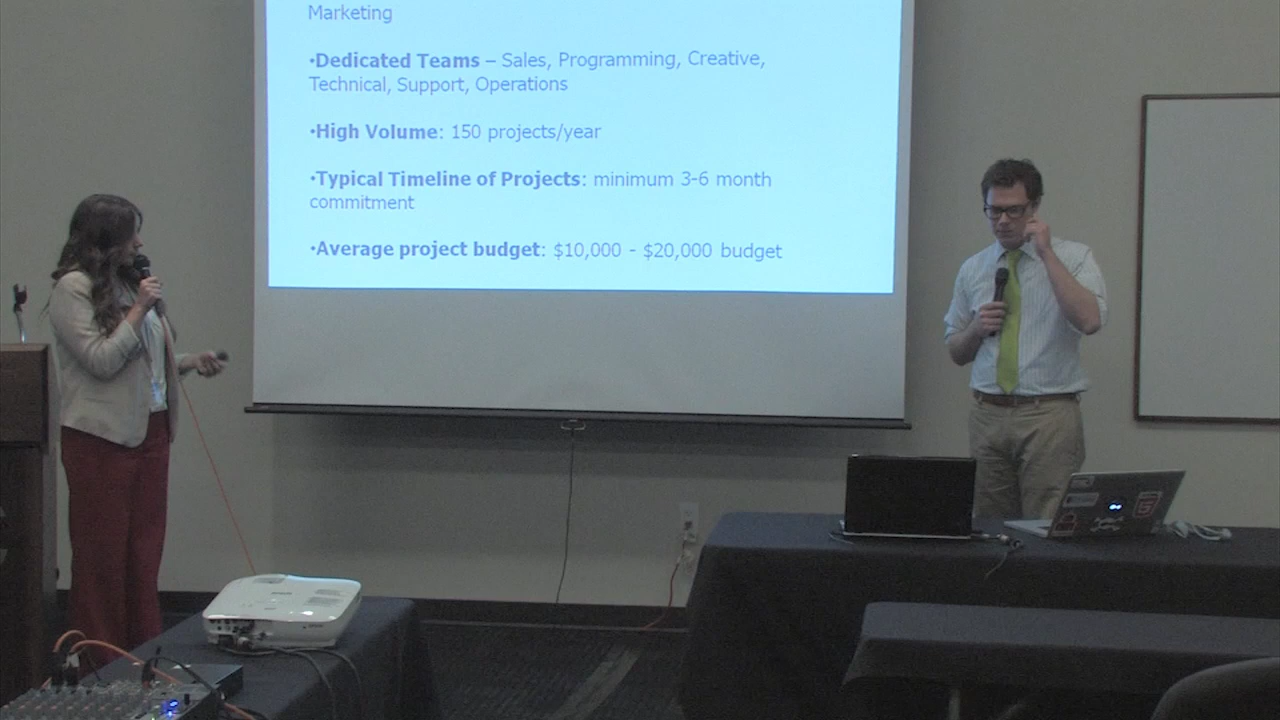 Marketing
•Dedicated Teams – Sales, Programming, Creative,
Technical, Support, Operations
•High Volume: 150 projects/year
•Typical Timeline of Projects: minimum 3-6 month
commitment
•Average project budget: $10,000 - $20,000 budget